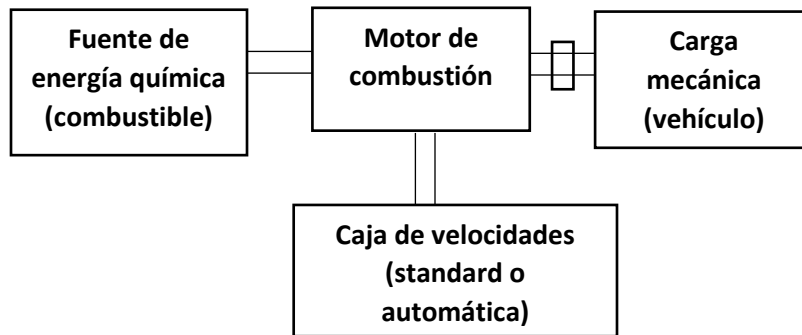 Fuente de
energía química
(combustible)
Motor de
combustión
Carga
mecánica
(vehículo)
Caja de velocidades
(standard o
automática)